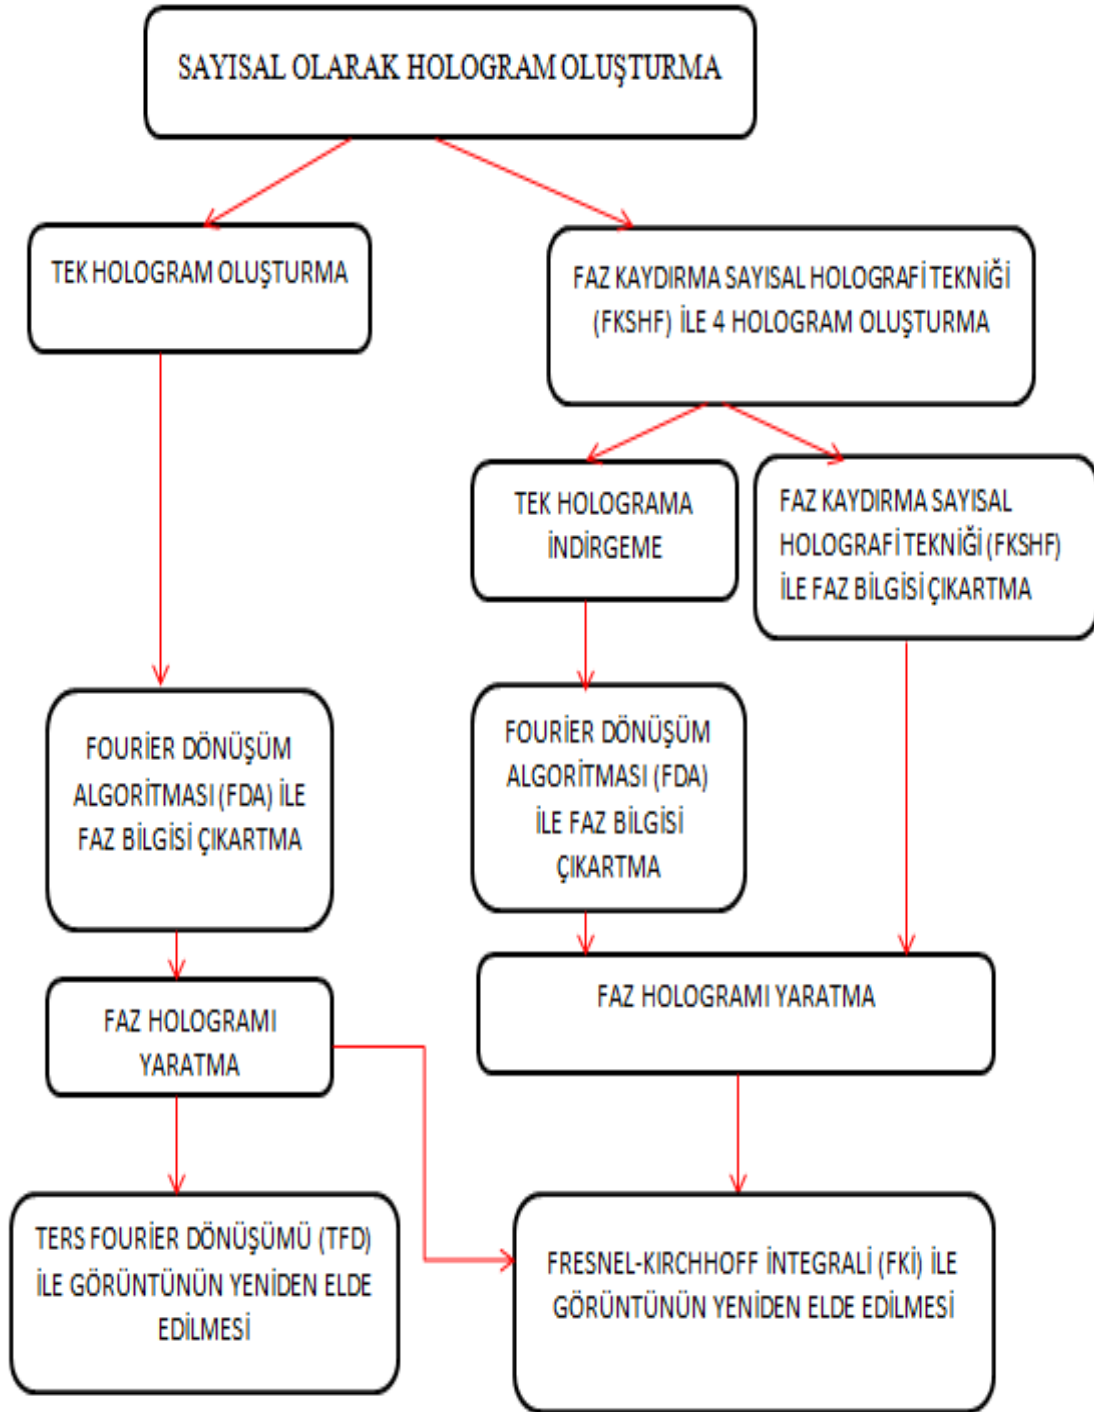 SAYISAL OLARAK HOLOGRAM OLUŞTURMA
TEK HOLOGRAM OLUŞTURMA
FAZ KAYDIRMA SAYISAL HOLOGRAFİ TEKNİĞİ
(FKSHF) İLE 4 HOLOGRAM OLUŞTURMA
TEK HOLOGRAMA
İNDİRGEME
FAZ KAYDIRMA SAYISAL
HOLOGRAFİ TEKNİĞİ (FKSHF)
İLE FAZ BİLGİSİ ÇIKARTMA
FOURİER DÖNÜŞÜM
ALGORİTMASI (FDA) İLE
FAZ BİLGİSİ ÇIKARTMA
FOURİER DÖNÜŞÜM
ALGORİTMASI (FDA)
İLE FAZ BİLGİSİ
ÇIKARTMA
FAZ HOLOGRAMI
YARATMA
FAZ HOLOGRAMI YARATMA
TERS FOURİER DÖNÜŞÜMÜ (TFD)
İLE GÖRÜNTÜNÜN YENİDEN ELDE
EDİLMESİ
FRESNEL-KIRCHHOFF İNTEGRALİ (FKİ) İLE
GÖRÜNTÜNÜN YENİDEN ELDE EDİLMESİ